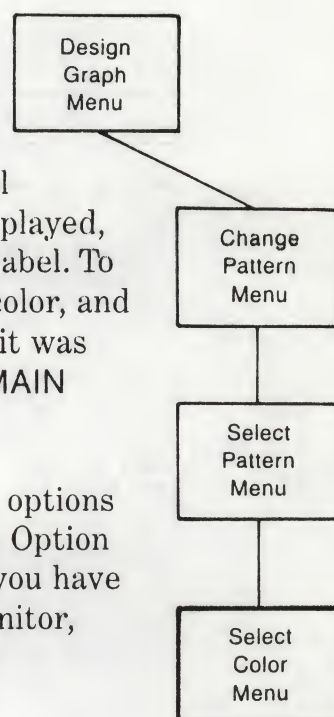 Design
Graph
Menu
played,
abel. To
color, and
it was
MAIN
options
Option
you have
nitor,
Change
Pattern
Menu
Select
Pattern
Menu
Select
Color
Menu